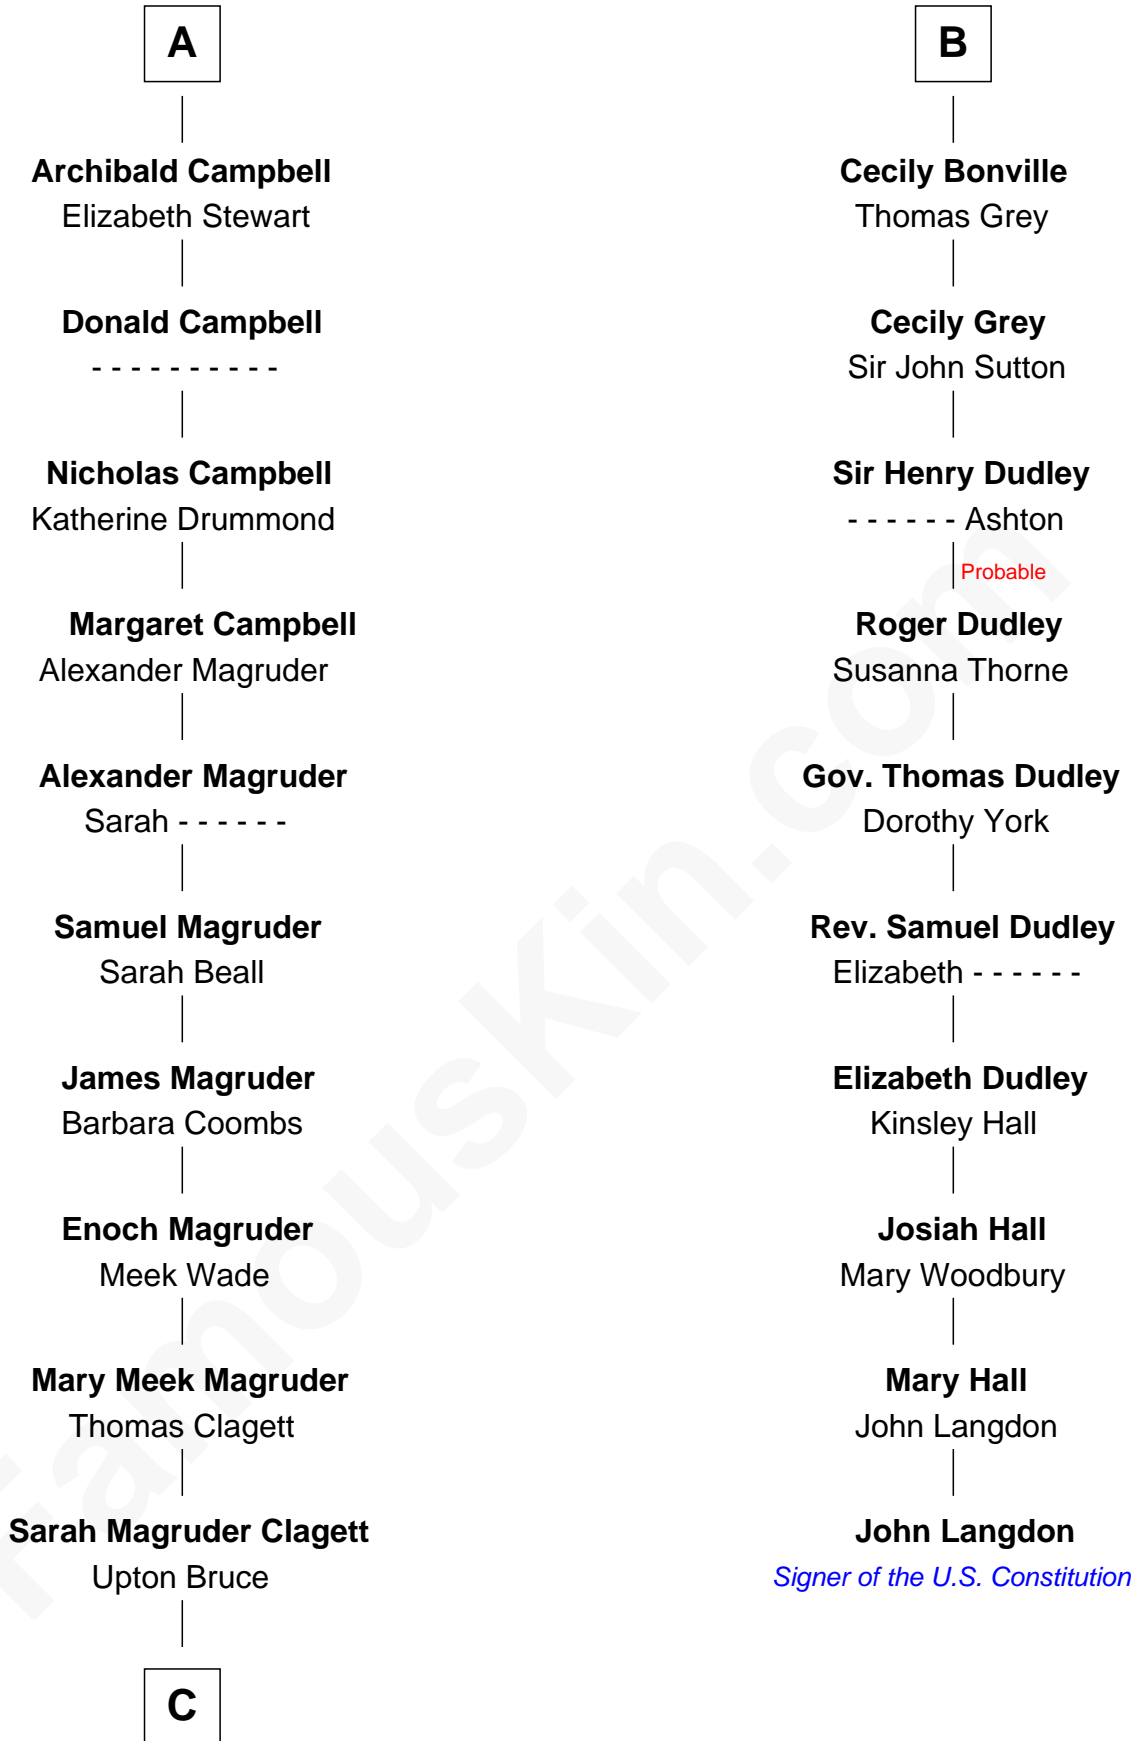 A
Archibald Campbell
Elizabeth Stewart
Donald Campbell
- - - - - - - - - -
Nicholas Campbell
Katherine Drummond
Margaret Campbell
Alexander Magruder
Alexander Magruder
Sarah - - - - - -
Samuel Magruder
Sarah Beall
James Magruder
Barbara Coombs
Enoch Magruder
Meek Wade
Mary Meek Magruder
Thomas Clagett
Sarah Magruder Clagett
Upton Bruce
C
B
Cecily Bonville
Thomas Grey
Cecily Grey
Sir John Sutton
Sir Henry Dudley
- - - - - - Ashton
Probable
Roger Dudley
Susanna Thorne
Gov. Thomas Dudley
Dorothy York
Rev. Samuel Dudley
Elizabeth - - - - - -
Elizabeth Dudley
Kinsley Hall
Josiah Hall
Mary Woodbury
Mary Hall
John Langdon
John Langdon
Signer of the U.S. Constitution
FamousKin.com